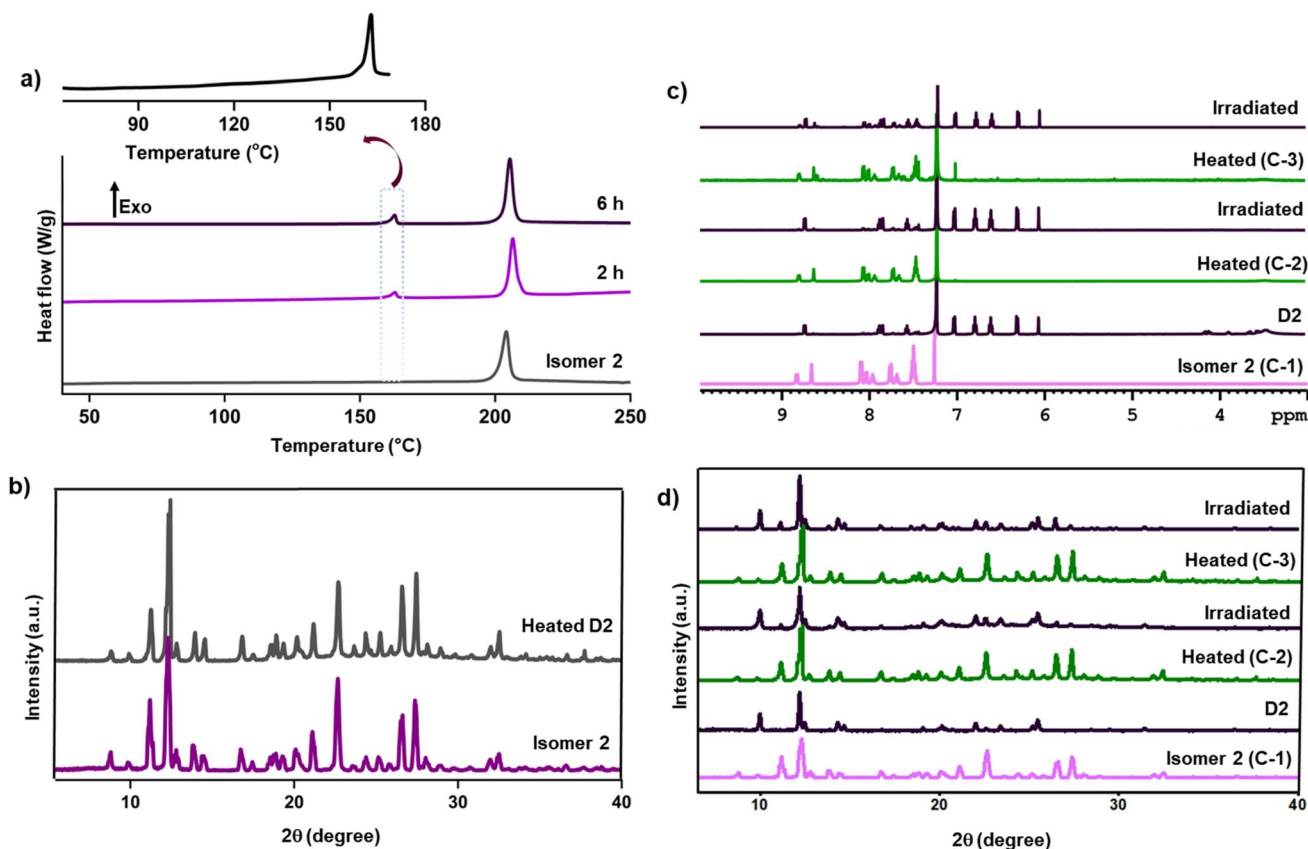 a)
90 120 150 180
Temperature (°C)
Exo
6 h
2 h
Isomer 2
Heat flow (W/g)
50 100 150 200 250
Temperature (°C)
b)
Heated D2
Isomer 2
Intensity (a.u.)
10 20 30 40
2θ (degree)
c)
Irradiated
Heated (C-3)
Irradiated
Heated (C-2)
D2
Isomer 2 (C-1)
9 8 7 6 5 4 ppm
d)
Irradiated
Heated (C-3)
Irradiated
Heated (C-2)
D2
Isomer 2 (C-1)
Intensity (a.u.)
10 20 30 40
2θ (degree)